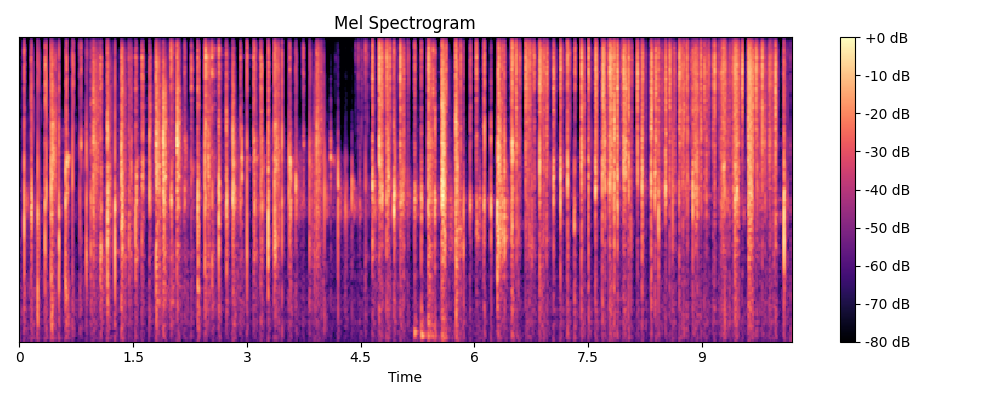 Mel Spectrogram
+0 dB
-10 dB
-20 dB
-30 dB
-40 dB
-50 dB
-60 dB
-70 dB
-80 dB
0 1.5 3 4.5 6 7.5 9
Time